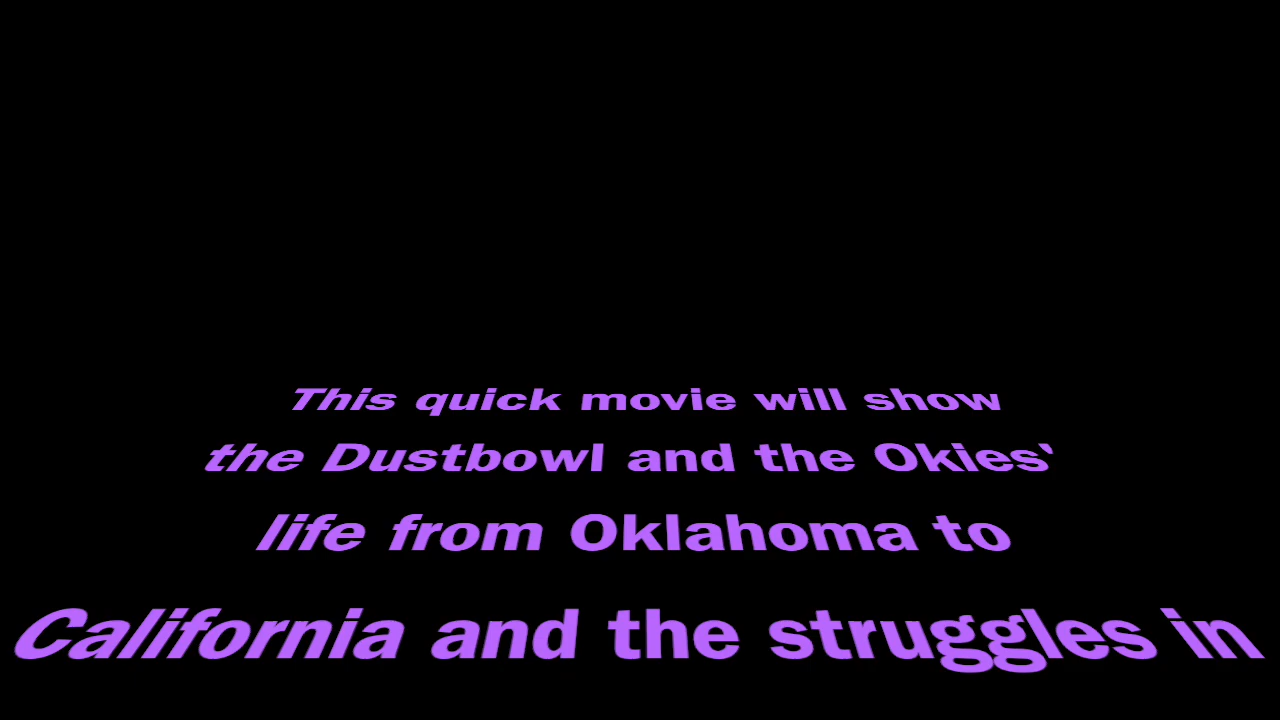 This quick movie will show
the Dustbowl and the Okies'
life from Oklahoma to
California and the struggles in